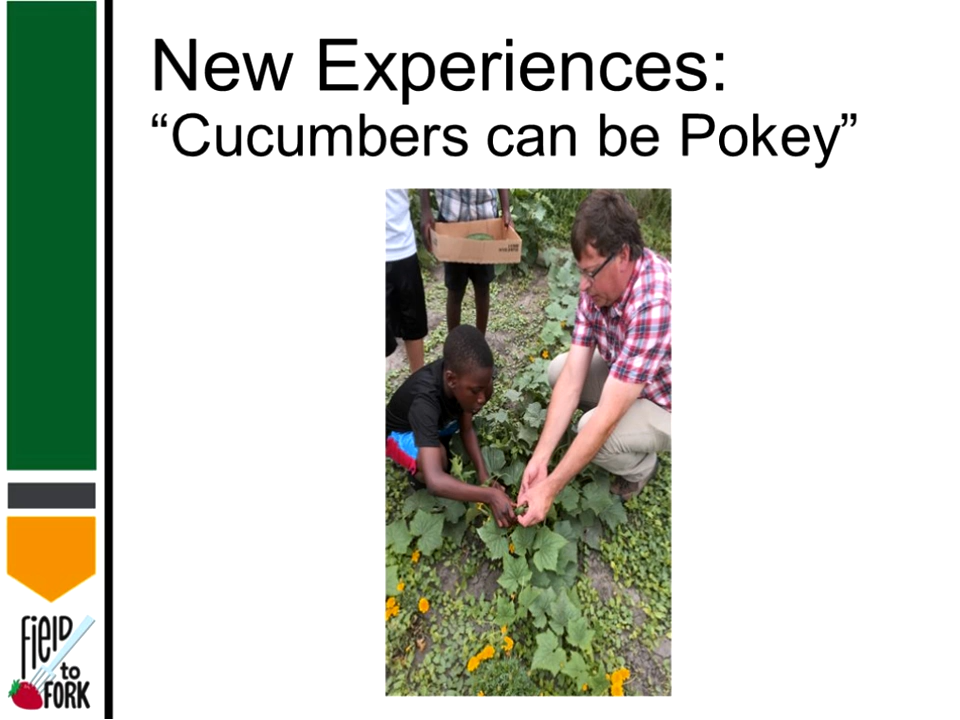 New Experiences:
“Cucumbers can be Pokey”
FiELD
to
FORK